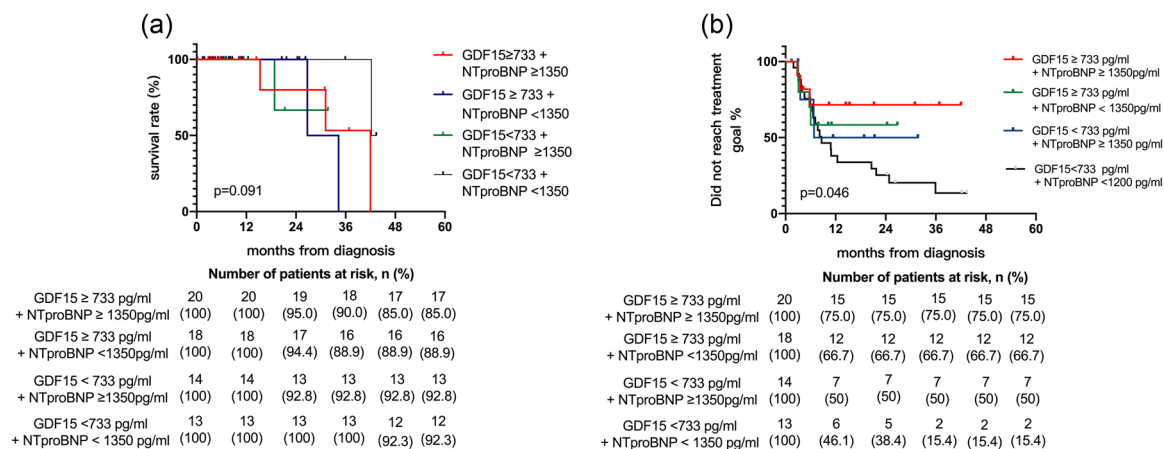 (a)
survival rate (%)
100
50
0
0 12 24 36 48 60
months from diagnosis
p=0.091
GDF15≥733 +
NTproBNP ≥1350
GDF15 ≥ 733 +
NTproBNP <1350
GDF15<733 +
NTproBNP ≥1350
GDF15<733 +
NTproBNP <1350
Number of patients at risk, n (%)
GDF15 ≥ 733 pg/ml 20 20 19 18 17 17
+ NTproBNP ≥ 1350pg/ml (100) (100) (95.0) (90.0) (85.0) (85.0)
GDF15 ≥ 733 pg/ml 18 18 17 16 16 16
+ NTproBNP <1350pg/ml (100) (100) (94.4) (88.9) (88.9) (88.9)
GDF15 < 733 pg/ml 14 14 13 13 13 13
+ NTproBNP ≥1350pg/ml (100) (100) (92.8) (92.8) (92.8) (92.8)
GDF15 <733 pg/ml 13 13 13 13 12 12
+ NTproBNP < 1350 pg/ml (100) (100) (100) (100) (92.3) (92.3)
(b)
Did not reach treatment
goal %
100
50
0
0 12 24 36 48 60
months from diagnosis
p=0.046
GDF15 ≥ 733 pg/ml
+ NTproBNP ≥ 1350pg/ml
GDF15 ≥ 733 pg/ml
+ NTproBNP < 1350pg/ml
GDF15 < 733 pg/ml
+ NTproBNP ≥ 1350 pg/ml
GDF15<733 pg/ml
+ NTproBNP <1200 pg/ml
Number of patients at risk, n (%)
GDF15 ≥ 733 pg/ml 20 15 15 15 15 15
+ NTproBNP ≥ 1350pg/ml (100) (75.0) (75.0) (75.0) (75.0) (75.0)
GDF15 ≥ 733 pg/ml 18 12 12 12 12 12
+ NTproBNP <1350pg/ml (100) (66.7) (66.7) (66.7) (66.7) (66.7)
GDF15 < 733 pg/ml 14 7 7 7 7 7
+ NTproBNP ≥1350pg/ml (100) (50) (50) (50) (50) (50)
GDF15 <733 pg/ml 13 6 5 2 2 2
+ NTproBNP < 1350 pg/ml (100) (46.1) (38.4) (15.4) (15.4) (15.4)